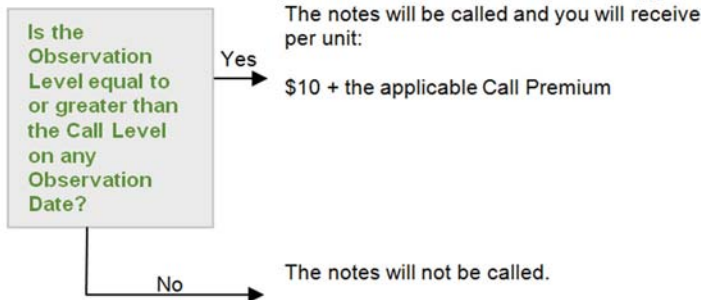 Is the
Observation
Level equal to
or greater than
the Call Level
on any
Observation
Date?
Yes
The notes will be called and you will receive
per unit:
$10 + the applicable Call Premium
No
The notes will not be called.